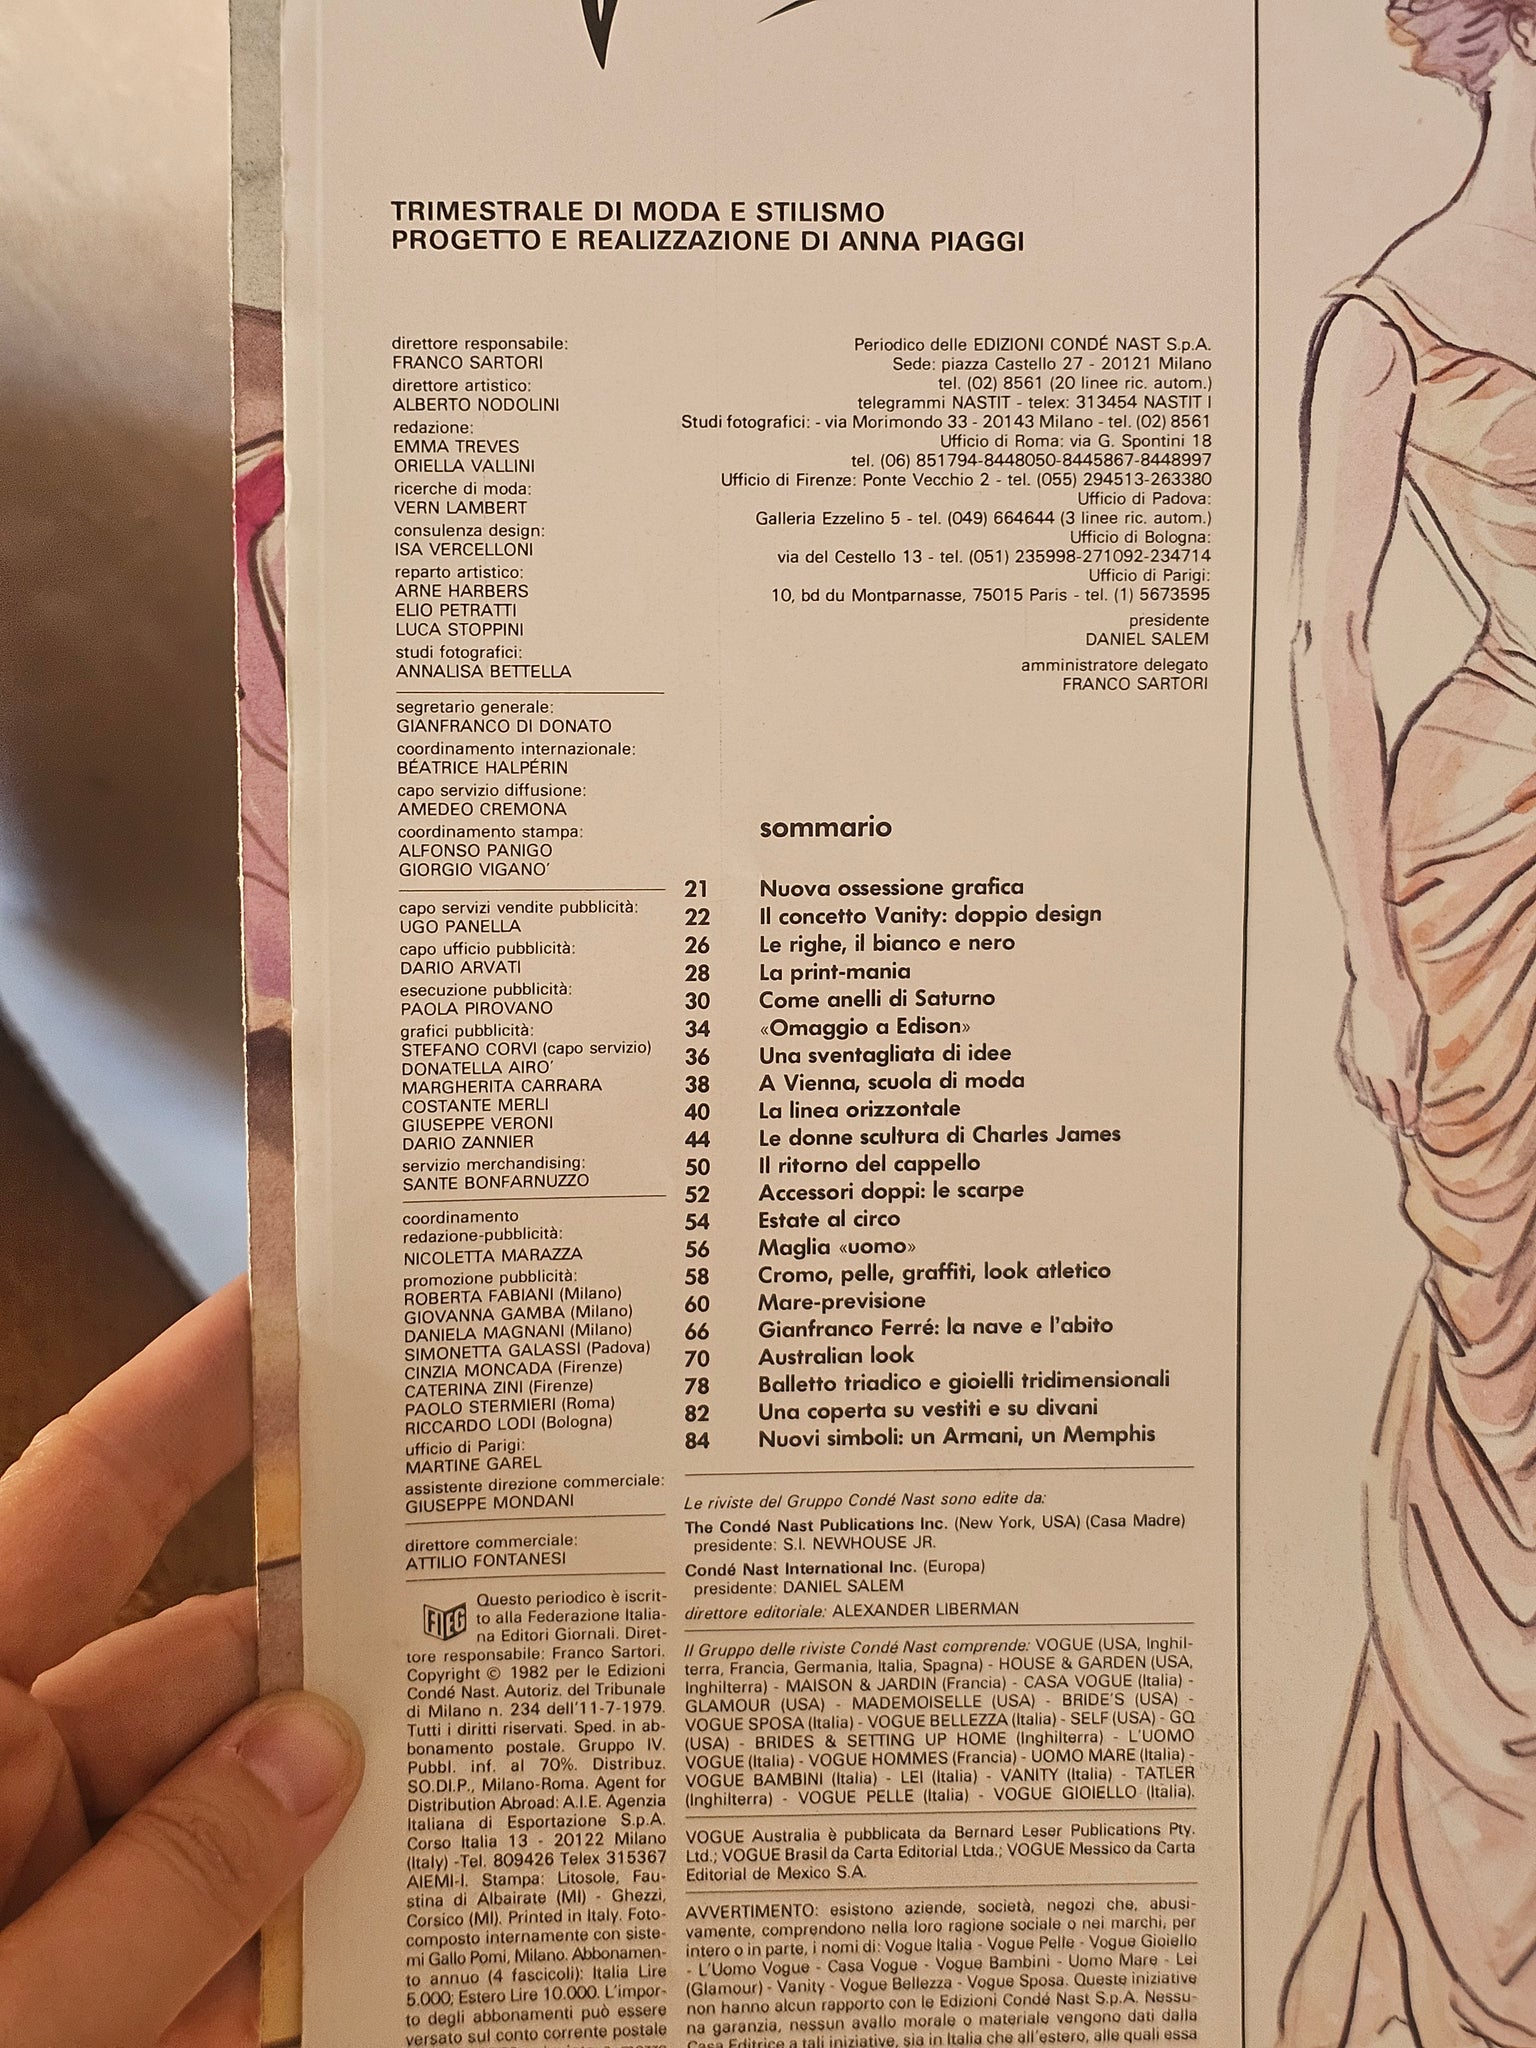 TRIMESTRALE DI MODA E STILISMO
PROGETTO E REALIZZAZIONE DI ANNA PIAGGI
direttore responsabile:
FRANCO SARTORI
direttore artistico:
ALBERTO NODOLINI
redazione:
EMMA TREVES
ORIELLA VALLINI
ricerche di moda:
VERN LAMBERT
consulenza design:
ISA VERCELLONI
reparto artistico:
ARNE HARBERS
ELIO PETRATTI
LUCA STOPPINI
studi fotografici:
ANNALISA BETTELLA
segretario generale:
GIANFRANCO DI DONATO
coordinamento internazionale:
BÉATRICE HALPÉRIN
capo servizio diffusione:
AMEDEO CREMONA
coordinamento stampa:
ALFONSO PANIGO
GIORGIO VIGANO'
capo servizi vendite pubblicità:
UGO PANELLA
capo ufficio pubblicità:
DARIO ARVATI
esecuzione pubblicità:
PAOLA PIROVANO
grafici pubblicità:
STEFANO CORVI (capo servizio)
DONATELLA AIRO'
MARGHERITA CARRARA
COSTANTE MERLI
GIUSEPPE VERONI
DARIO ZANNIER
servizio merchandising:
SANTE BONFARNUZZO
coordinamento
redazione-pubblicità:
NICOLETTA MARAZZA
promozione pubblicità:
ROBERTA FABIANI (Milano)
GIOVANNA GAMBA (Milano)
DANIELA MAGNANI (Milano)
SIMONETTA GALASSI (Padova)
CINZIA MONCADA (Firenze)
CATERINA ZINI (Firenze)
PAOLO STERMIERI (Roma)
RICCARDO LODI (Bologna)
ufficio di Parigi:
MARTINE GAREL
assistente direzione commerciale:
GIUSEPPE MONDANI
direttore commerciale:
ATTILIO FONTANESI
FIEG
Questo periodico è iscrit-
to alla Federazione Italia-
na Editori Giornali. Diret-
tore responsabile: Franco Sartori.
Copyright © 1982 per le Edizioni
Condé Nast. Autoriz. del Tribunale
di Milano n. 234 dell'11-7-1979.
Tutti i diritti riservati. Sped. in ab-
bonamento postale. Gruppo IV.
Pubbl. inf. al 70%. Distribuz.
SO.DI.P., Milano-Roma. Agent for
Distribution Abroad: A.I.E. Agenzia
Italiana di Esportazione S.p.A.
Corso Italia 13 - 20122 Milano
(Italy) -Tel. 809426 Telex 315367
AIEMI-I. Stampa: Litosole, Fau-
stina di Albairate (MI) - Ghezzi,
Corsico (MI). Printed in Italy. Foto-
composto internamente con siste-
mi Gallo Pomi, Milano. Abbonamen-
to annuo (4 fascicoli): Italia Lire
5.000; Estero Lire 10.000. L'impor-
to degli abbonamenti può essere
versato sul conto corrente postale
Periodico delle EDIZIONI CONDÉ NAST S.p.A.
Sede: piazza Castello 27 - 20121 Milano
tel. (02) 8561 (20 linee ric. autom.)
telegrammi NASTIT - telex: 313454 NASTIT I
Studi fotografici: - via Morimondo 33 - 20143 Milano - tel. (02) 8561
Ufficio di Roma: via G. Spontini 18
tel. (06) 851794-8448050-8445867-8448997
Ufficio di Firenze: Ponte Vecchio 2 - tel. (055) 294513-263380
Ufficio di Padova:
Galleria Ezzelino 5 - tel. (049) 664644 (3 linee ric. autom.)
Ufficio di Bologna:
via del Cestello 13 - tel. (051) 235998-271092-234714
Ufficio di Parigi:
10, bd du Montparnasse, 75015 Paris - tel. (1) 5673595
presidente
DANIEL SALEM
amministratore delegato
FRANCO SARTORI
sommario
21 Nuova ossessione grafica
22 Il concetto Vanity: doppio design
26 Le righe, il bianco e nero
28 La print-mania
30 Come anelli di Saturno
34 «Omaggio a Edison»
36 Una sventagliata di idee
38 A Vienna, scuola di moda
40 La linea orizzontale
44 Le donne scultura di Charles James
50 Il ritorno del cappello
52 Accessori doppi: le scarpe
54 Estate al circo
56 Maglia «uomo»
58 Cromo, pelle, graffiti, look atletico
60 Mare-previsione
66 Gianfranco Ferré: la nave e l'abito
70 Australian look
78 Balletto triadico e gioielli tridimensionali
82 Una coperta su vestiti e su divani
84 Nuovi simboli: un Armani, un Memphis
Le riviste del Gruppo Condé Nast sono edite da:
The Condé Nast Publications Inc. (New York, USA) (Casa Madre)
presidente: S.I. NEWHOUSE JR.
Condé Nast International Inc. (Europa)
presidente: DANIEL SALEM
direttore editoriale: ALEXANDER LIBERMAN
Il Gruppo delle riviste Condé Nast comprende: VOGUE (USA, Inghil-
terra, Francia, Germania, Italia, Spagna) - HOUSE & GARDEN (USA,
Inghilterra) - MAISON & JARDIN (Francia) - CASA VOGUE (Italia) -
GLAMOUR (USA) - MADEMOISELLE (USA) - BRIDE'S (USA) -
VOGUE SPOSA (Italia) - VOGUE BELLEZZA (Italia) - SELF (USA) - GQ
(USA) - BRIDES & SETTING UP HOME (Inghilterra) - L'UOMO
VOGUE (Italia) - VOGUE HOMMES (Francia) - UOMO MARE (Italia) -
VOGUE BAMBINI (Italia) - LEI (Italia) - VANITY (Italia) - TATLER
(Inghilterra) - VOGUE PELLE (Italia) - VOGUE GIOIELLO (Italia).
VOGUE Australia è pubblicata da Bernard Leser Publications Pty.
Ltd.; VOGUE Brasil da Carta Editorial Ltda.; VOGUE Messico da Carta
Editorial de Mexico S.A.
AVVERTIMENTO: esistono aziende, società, negozi che, abusi-
vamente, comprendono nella loro ragione sociale o nei marchi, per
intero o in parte, i nomi di: Vogue Italia - Vogue Pelle - Vogue Gioiello
- L'Uomo Vogue - Casa Vogue - Vogue Bambini - Uomo Mare - Lei
(Glamour) - Vanity - Vogue Bellezza - Vogue Sposa. Queste iniziative
non hanno alcun rapporto con le Edizioni Condé Nast S.p.A. Nessu-
na garanzia, nessun avallo morale o materiale vengono dati dalla
Casa Editrice a tali iniziative, sia in Italia che all'estero, alle quali essa